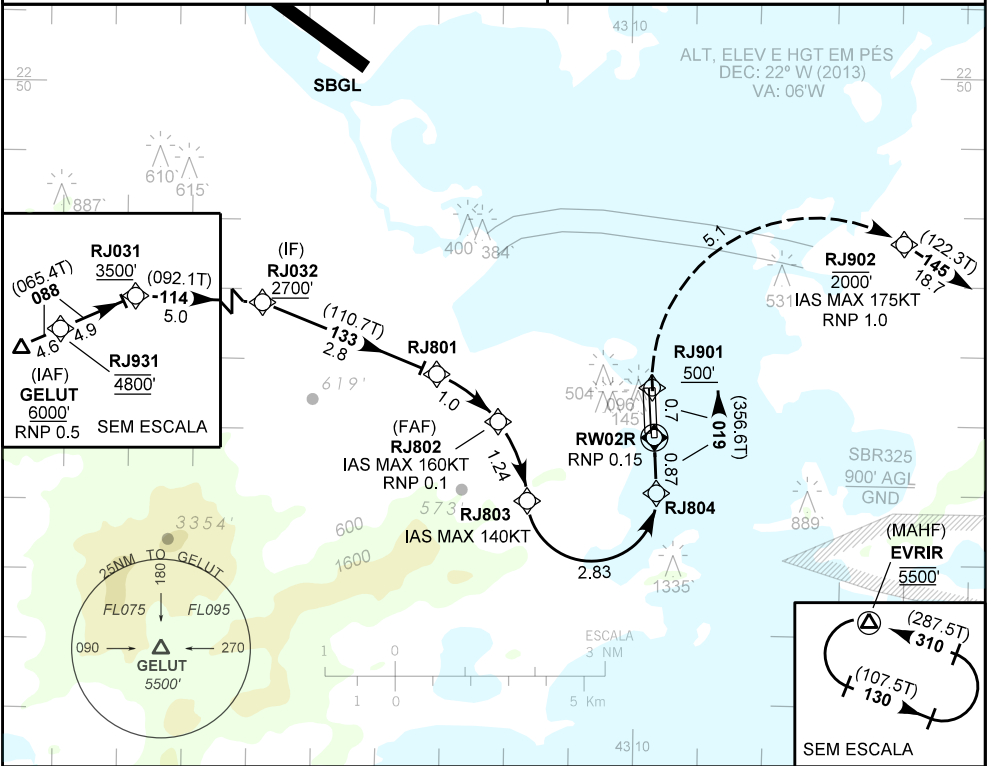 43 10
ALT, ELEV E HGT EM PÉS
DEC: 22º W (2013)
VA: 06'W
22
50
22
50
SBGL
610'
615'
887'
400'
384'
531
RJ031
3500'
(065.4T)
088
(092.1T)
-114
5.0
4.6
4.9
RJ931
4800'
(IAF)
GELUT
6000'
RNP 0.5
SEM ESCALA
(IF)
RJ032
2700'
(110.7T)
133
2.8
RJ801
1.0
619'
(FAF)
RJ802
IAS MAX 160KT
RNP 0.1
1.24
573'
RJ803
IAS MAX 140KT
2.83
5.1
RJ902
2000'
IAS MAX 175KT
RNP 1.0
(122.3T)
-145
18.7
RJ901
500'
504'
096'
145'
RW02R
RNP 0.15
0.7
0.87
019
(356.6T)
RJ804
SBR325
900' AGL
GND
889'
1335'
(MAHF)
EVRIR
5500'
(287.5T)
310
(107.5T)
130
SEM ESCALA
3354'
600
1600
25NM TO GELUT
180
FL075
FL095
090
270
GELUT
5500'
ESCALA
1 0 3 NM
1 0 5 Km
43 10